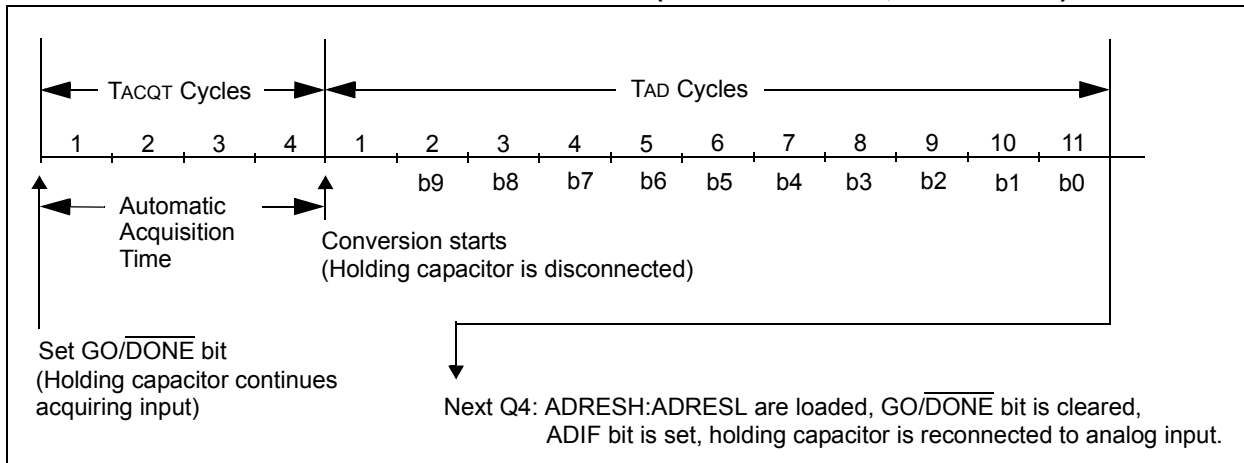 TACQT Cycles
TAD Cycles
1 2 3 4 1 2 3 4 5 6 7 8 9 10 11
b9 b8 b7 b6 b5 b4 b3 b2 b1 b0
Automatic
Acquisition
Time
Conversion starts
(Holding capacitor is disconnected)
Set GO/DONE bit
(Holding capacitor continues
acquiring input)
Next Q4: ADRESH:ADRESL are loaded, GO/DONE bit is cleared,
ADIF bit is set, holding capacitor is reconnected to analog input.